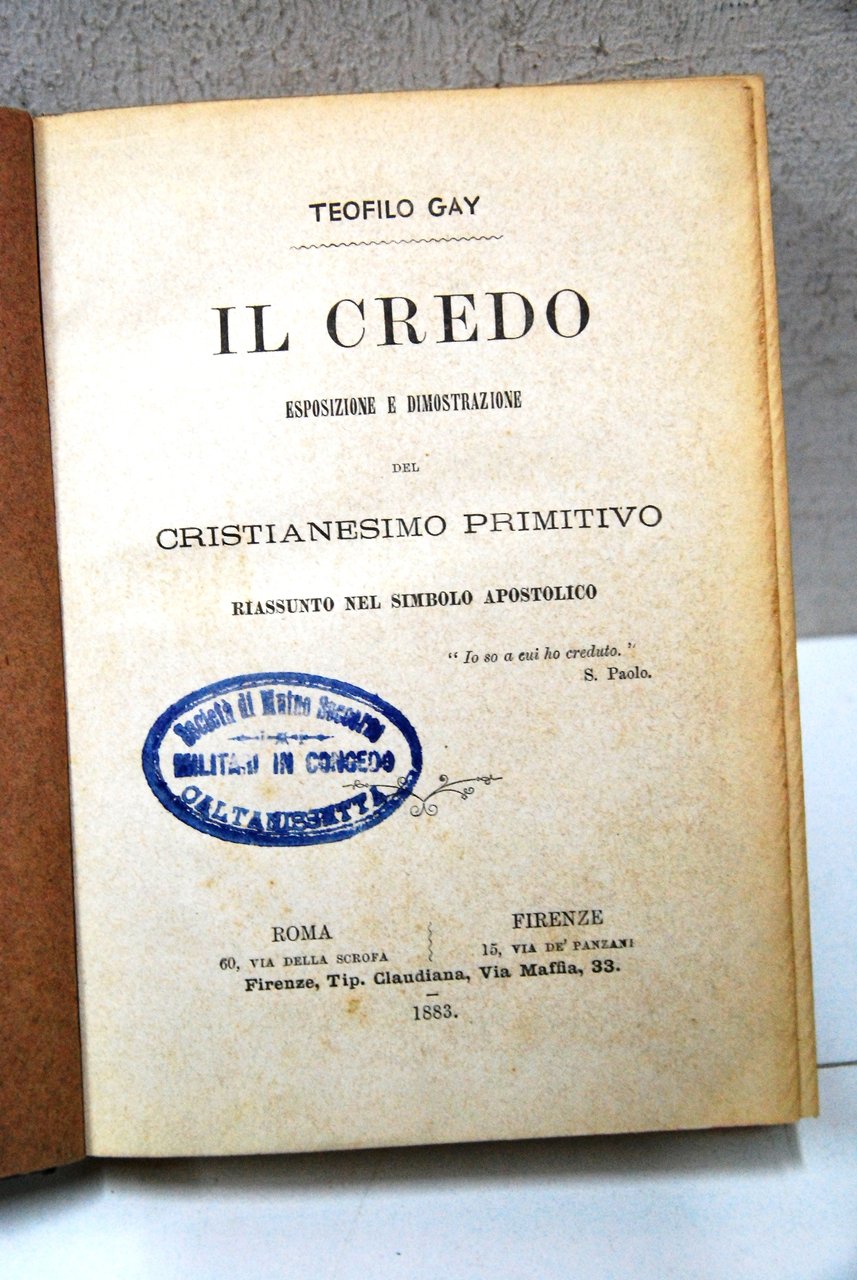 TEOFILO GAY
IL CREDO
ESPOSIZIONE E DIMOSTRAZIONE
DEL
CRISTIANESIMO PRIMITIVO
RIASSUNTO NEL SIMBOLO APOSTOLICO
“ Io so a cui ho creduto. ”
S. Paolo.
Società di Mutuo Soccorso
MILITARI IN CONGEDO
CALTANISSETTA
ROMA
60, VIA DELLA SCROFA
FIRENZE
15, VIA DE' PANZANI
Firenze, Tip. Claudiana, Via Maffia, 33.
1883.